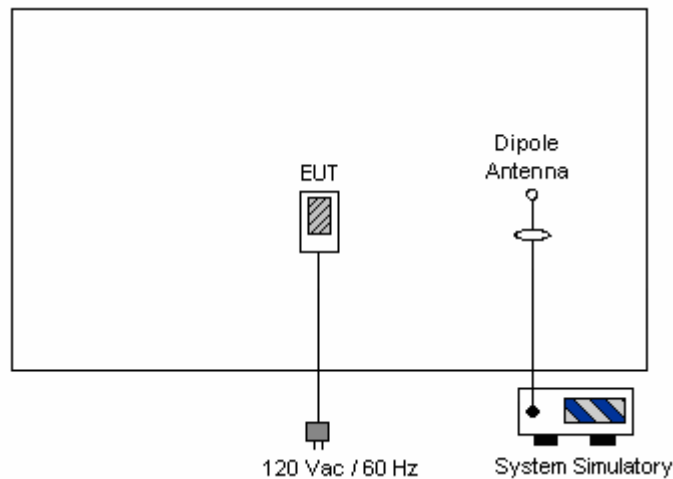 Dipole
Antenna
EUT
120 Vac / 60 Hz
System Simulatory